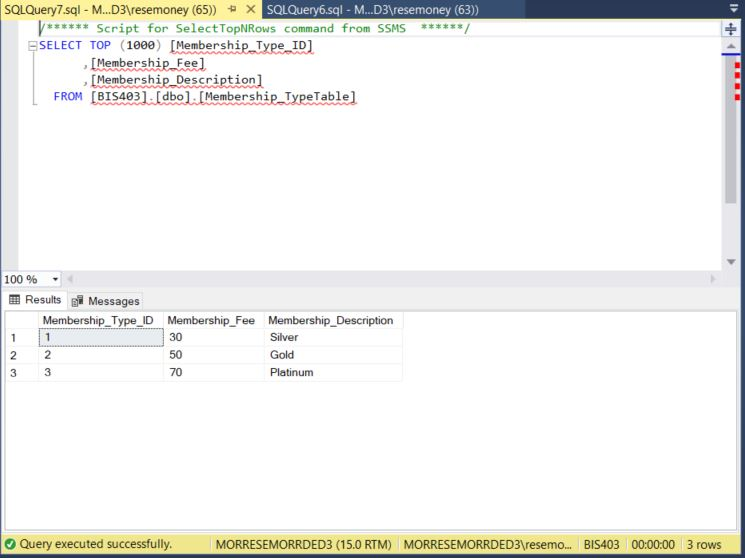 SQLQuery7.sql - M...D3\resemoney (65)) SQLQuery6.sql - M...D3\resemoney (63))
/****** Script for SelectTopNRows command from SSMS ******/
SELECT TOP (1000) [Membership_Type_ID]
,[Membership_Fee]
,[Membership_Description]
FROM [BIS403].[dbo].[Membership_TypeTable]
100 %
Results Messages
Membership_Type_ID Membership_Fee Membership_Description
1 1 30 Silver
2 2 50 Gold
3 3 70 Platinum
Query executed successfully. MORRESEMORRDED3 (15.0 RTM) MORRESEMORRDED3\resemo... BIS403 00:00:00 3 rows